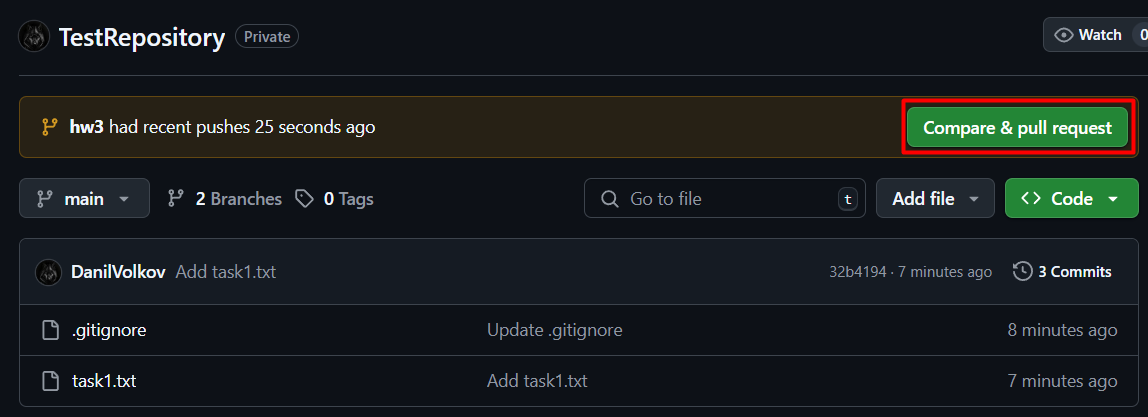 TestRepository Private Watch 0
hw3 had recent pushes 25 seconds ago Compare & pull request
main 2 Branches 0 Tags Go to file t Add file Code
DanilVolkov Add task1.txt 32b4194 · 7 minutes ago 3 Commits
.gitignore Update .gitignore 8 minutes ago
task1.txt Add task1.txt 7 minutes ago